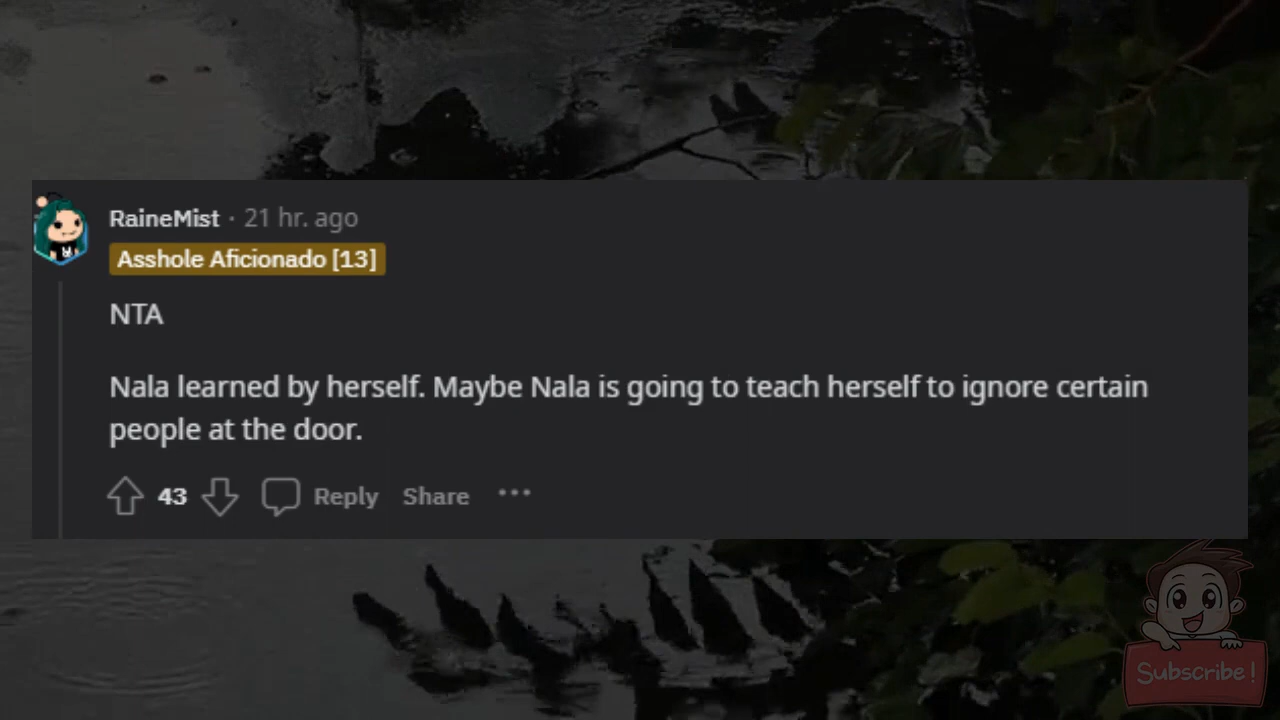 RaineMist · 21 hr. ago
Asshole Aficionado [13]
NTA
Nala learned by herself. Maybe Nala is going to teach herself to ignore certain
people at the door.
43 Reply Share ···
Subscribe!